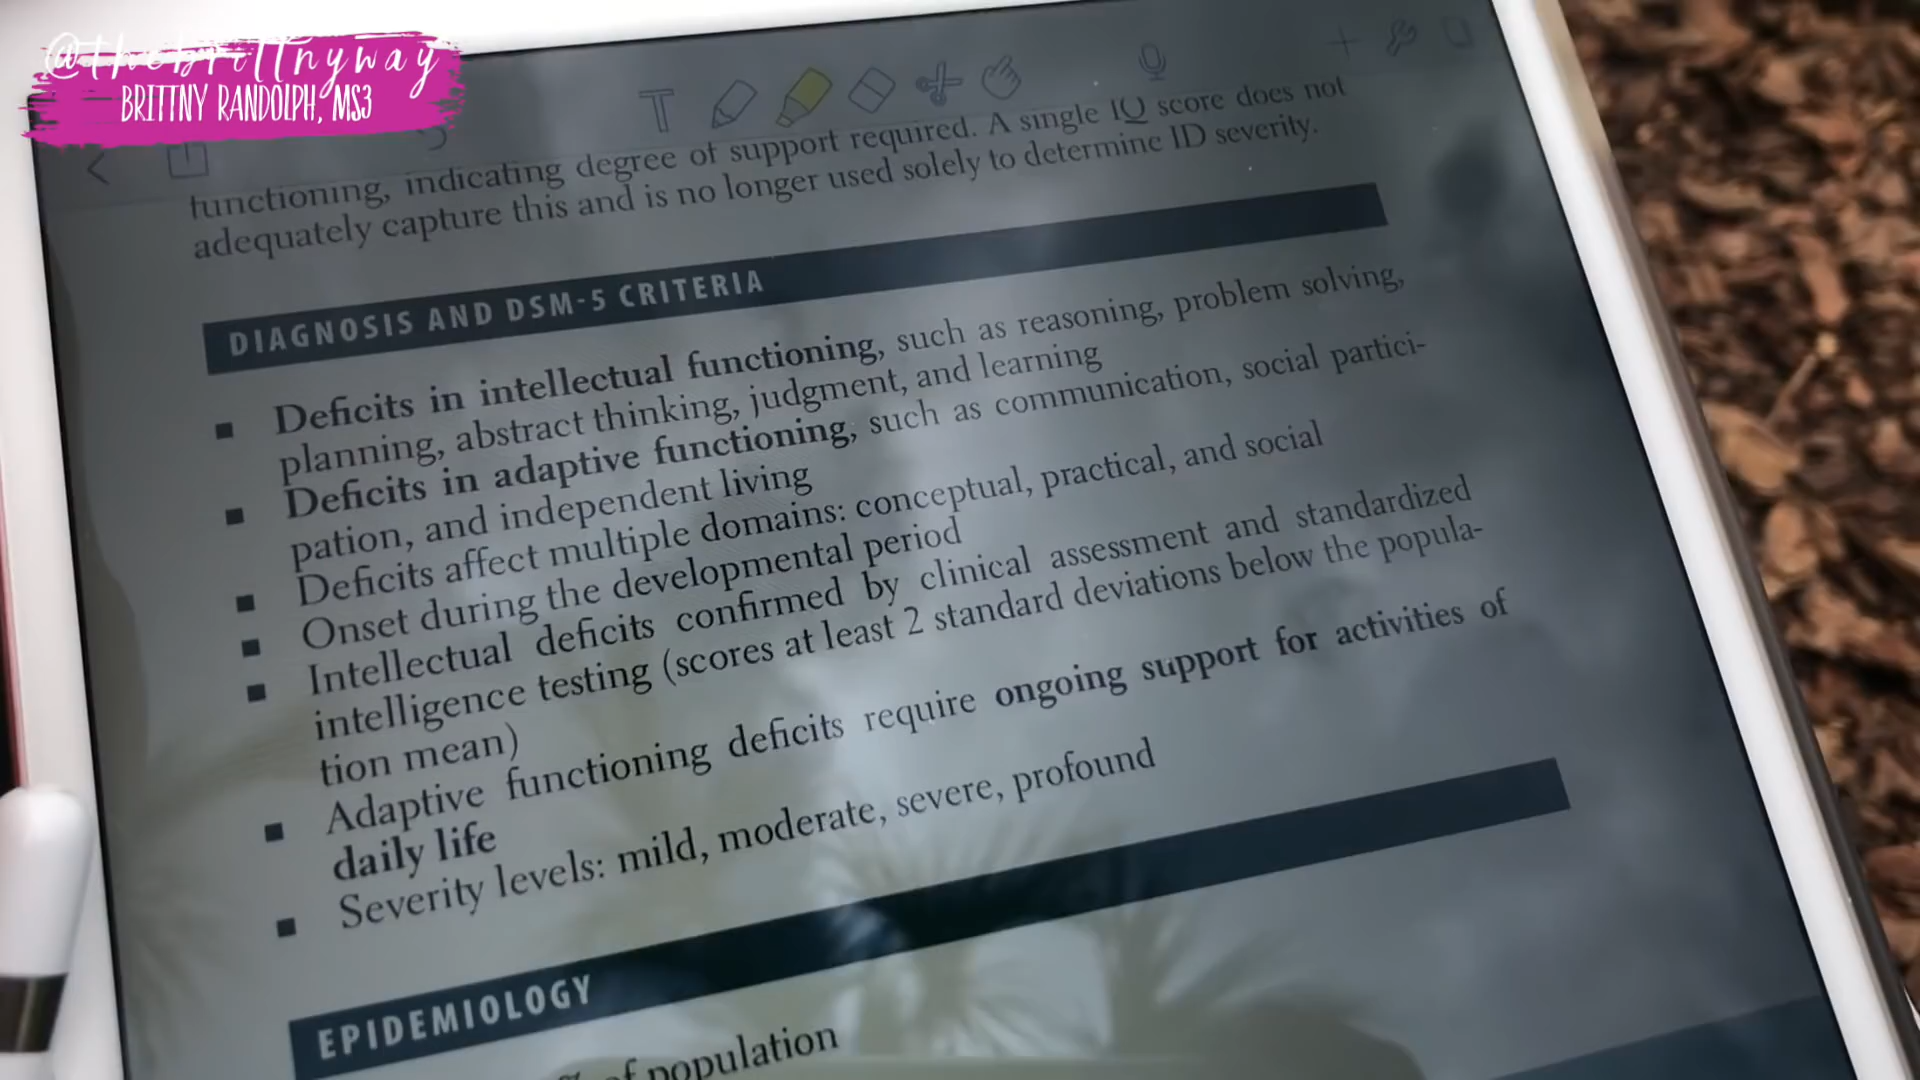 @thebrittnyway
BRITTNY RANDOLPH, MS3
T
functioning, indicating degree of support required. A single IQ score does not
adequately capture this and is no longer used solely to determine ID severity.
DIAGNOSIS AND DSM-5 CRITERIA
■ Deficits in intellectual functioning, such as reasoning, problem solving,
planning, abstract thinking, judgment, and learning
■ Deficits in adaptive functioning, such as communication, social partici-
pation, and independent living
■ Deficits affect multiple domains: conceptual, practical, and social
■ Onset during the developmental period
■ Intellectual deficits confirmed by clinical assessment and standardized
intelligence testing (scores at least 2 standard deviations below the popula-
tion mean)
■ Adaptive functioning deficits require ongoing support for activities of
daily life
■ Severity levels: mild, moderate, severe, profound
EPIDEMIOLOGY
% of population